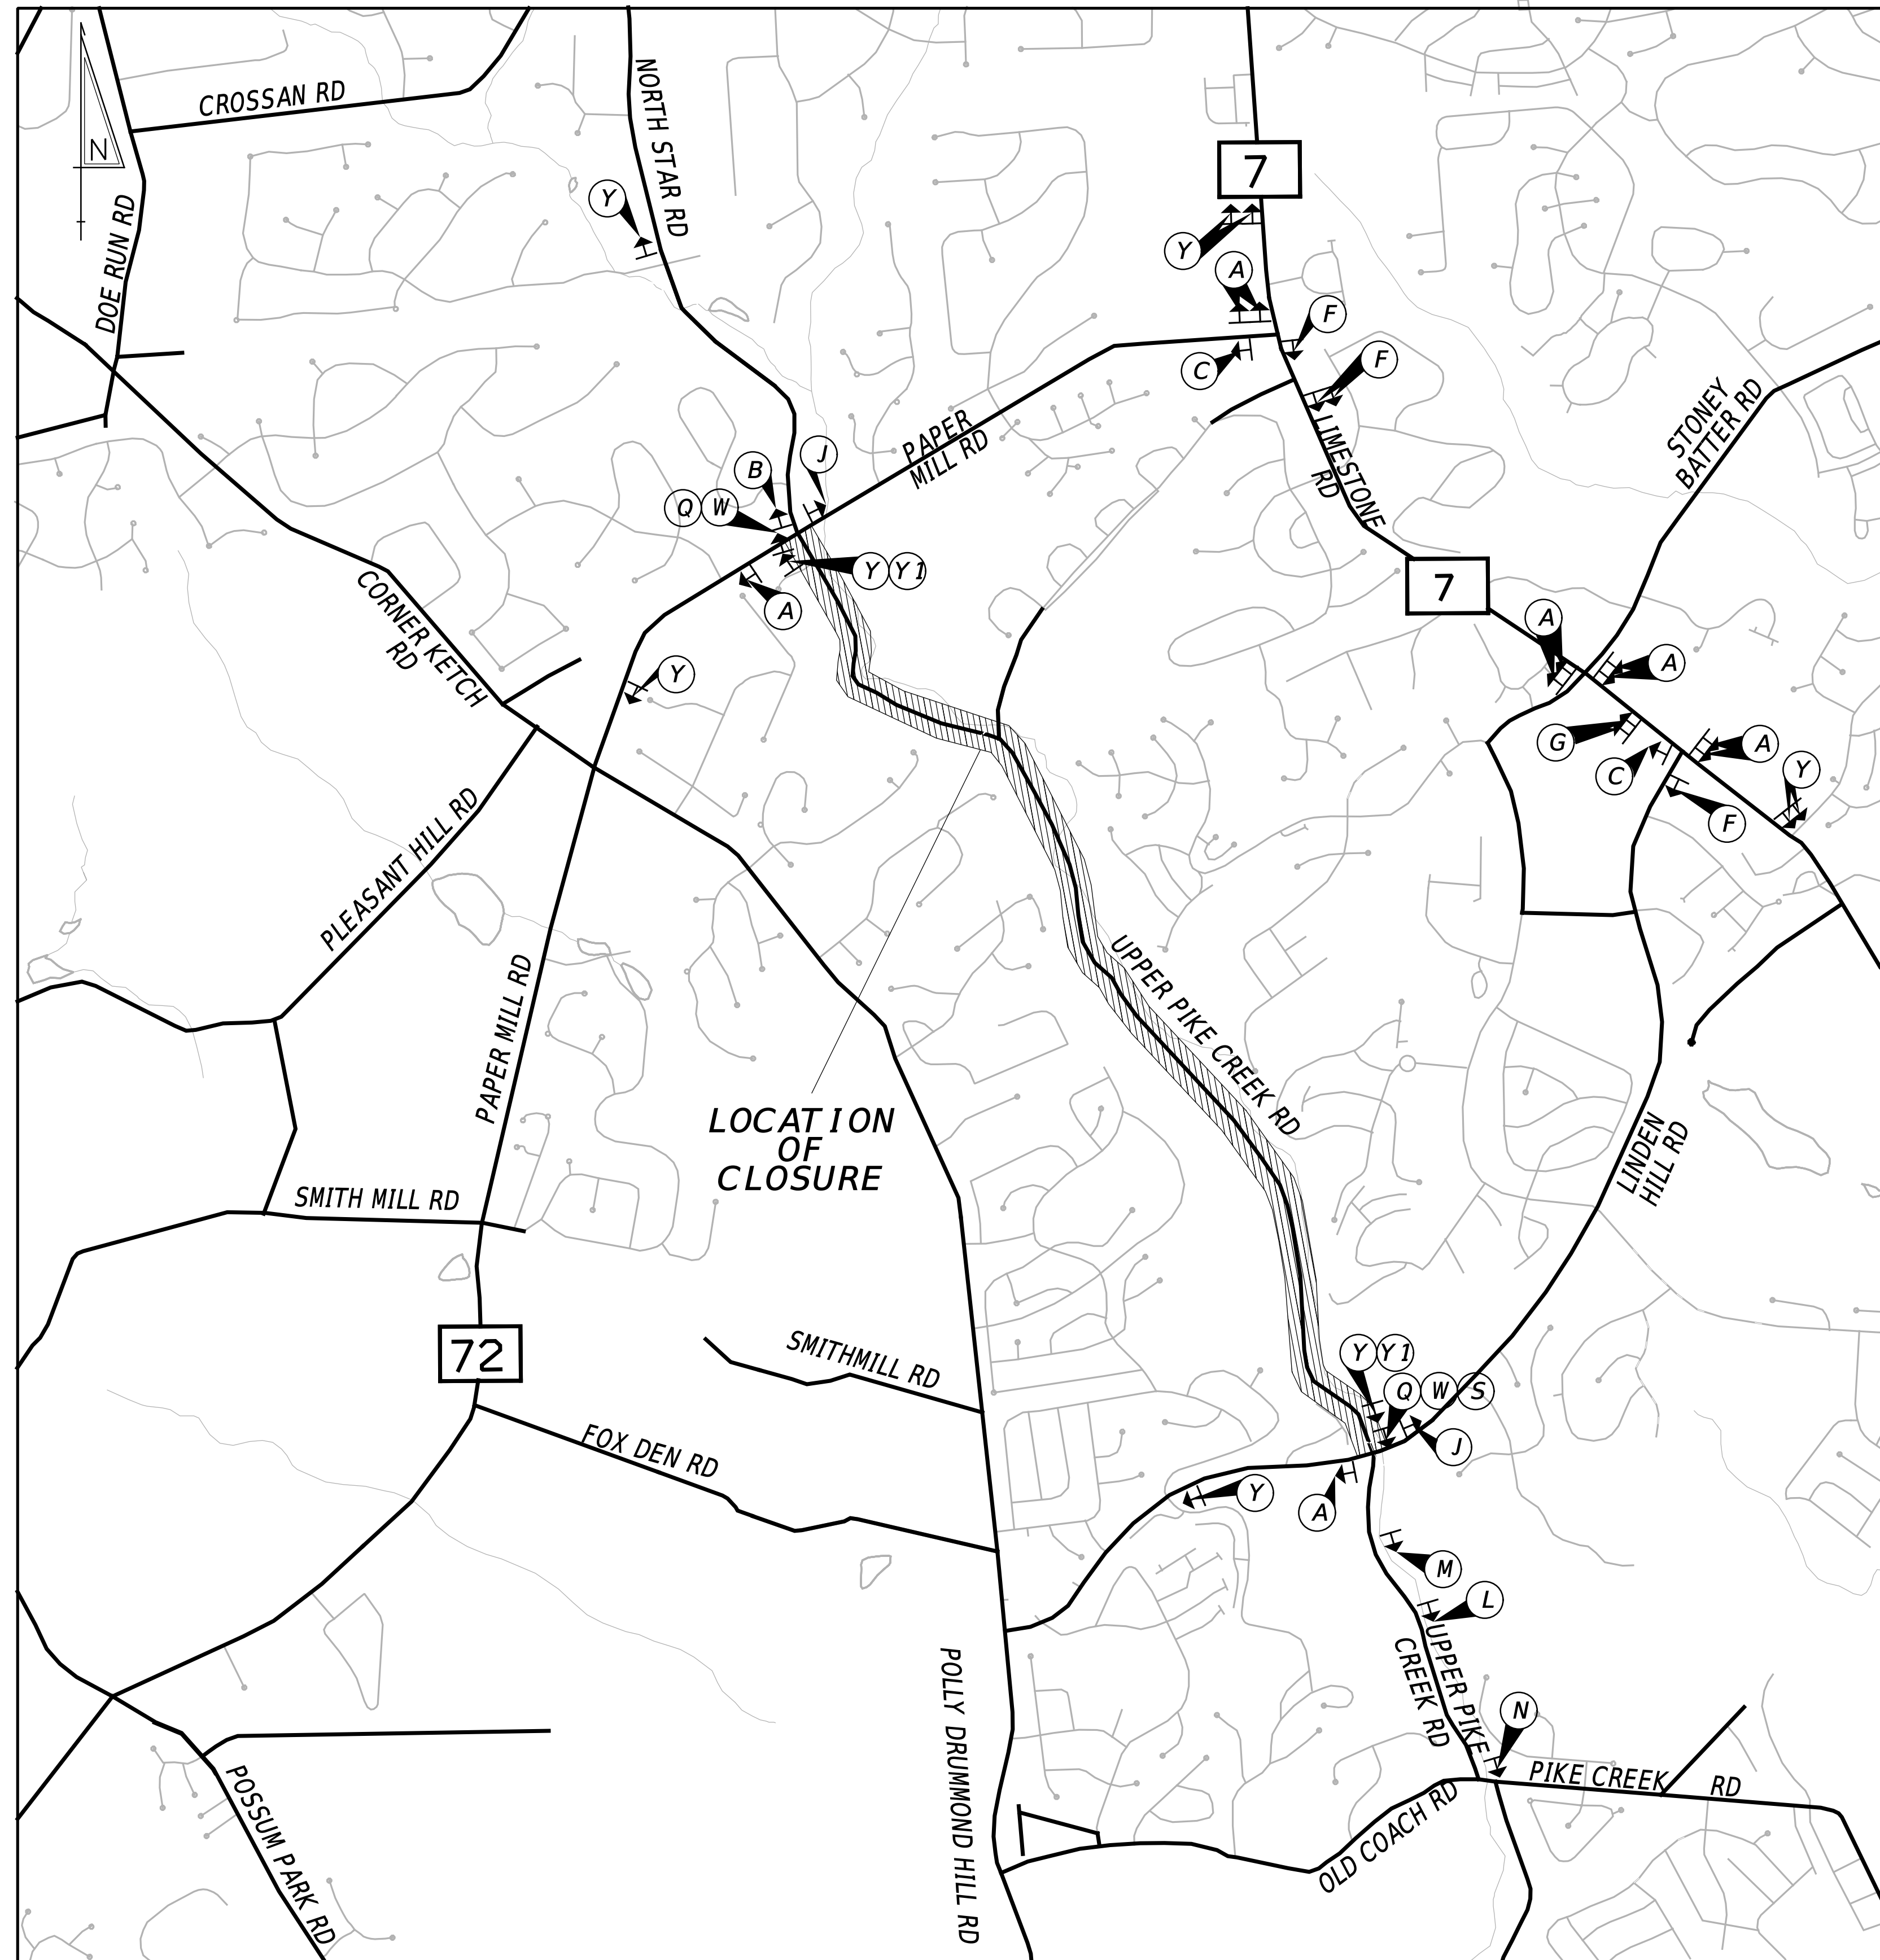 CROSSAN RD
NORTH STAR RD
N
DOE RUN RD
7
Y
Y
A
F
C
F
PAPER
MILL RD
LIMESTONE
RD
STONEY
BATTER RD
J
B
Q W
Y Y1
A
7
CORNER KETCH
RD
A
A
Y
G
A
C
Y
F
PLEASANT HILL RD
PAPER MILL RD
UPPER PIKE CREEK RD
LOCATION
OF
CLOSURE
LINDEN
HILL RD
SMITH MILL RD
72
SMITHMILL RD
Y Y1
Q W S
J
FOX DEN RD
Y
A
M
L
UPPER PIKE
CREEK RD
POLLY DRUMMOND HILL RD
N
PIKE CREEK RD
OLD COACH RD
POSSUM PARK RD